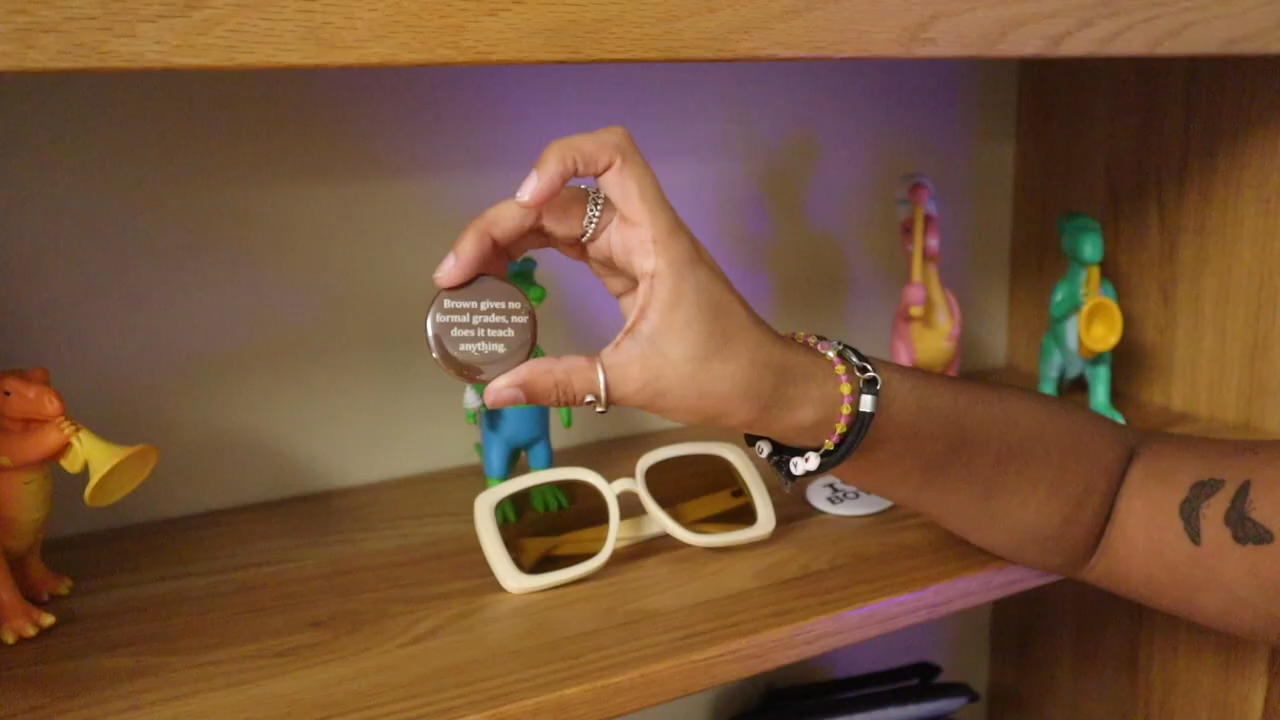 Brown gives no
formal grades, nor
does it teach
anything.
I